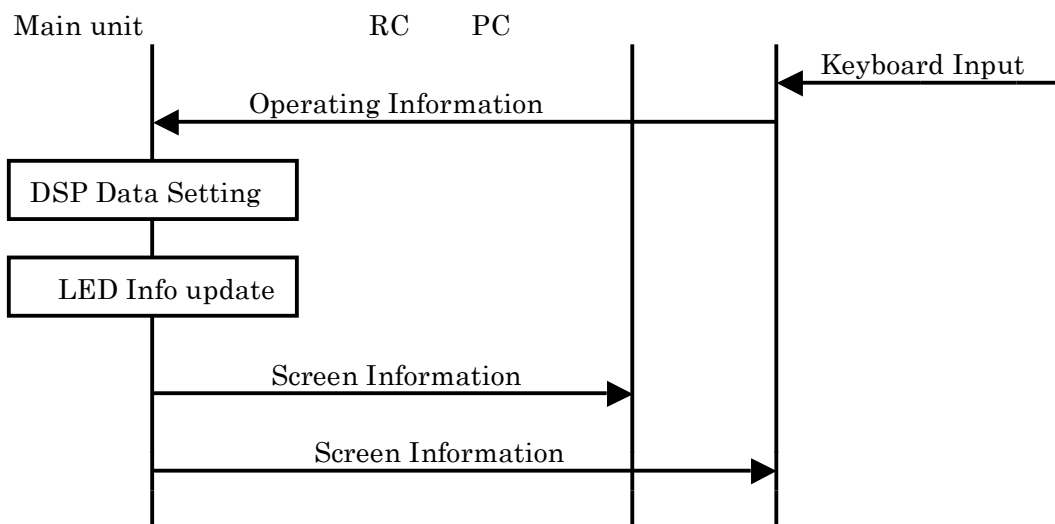 Main unit RC PC
Keyboard Input
Operating Information
DSP Data Setting
LED Info update
Screen Information
Screen Information